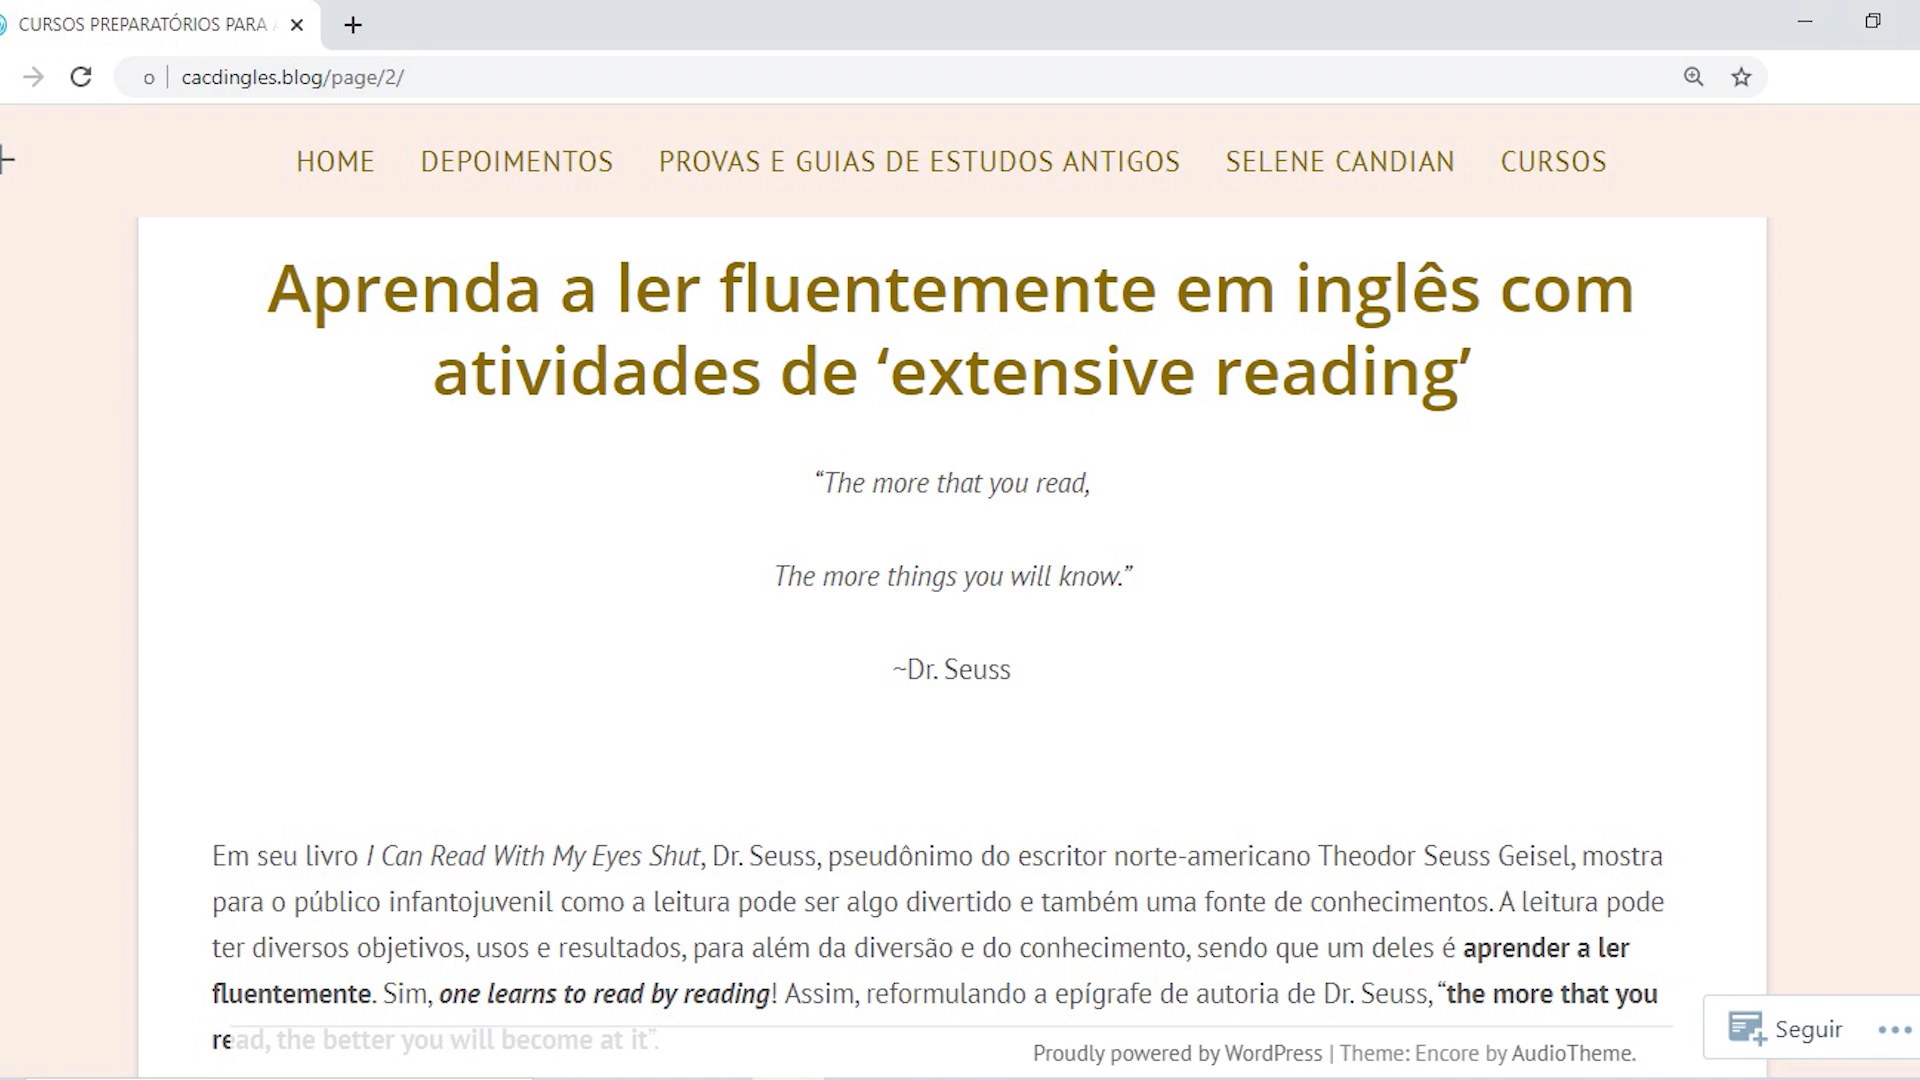 CURSOS PREPARATÓRIOS PARA
o cacdingles.blog/page/2/
HOME DEPOIMENTOS PROVAS E GUIAS DE ESTUDOS ANTIGOS SELENE CANDIAN CURSOS
Aprenda a ler fluentemente em inglês com
atividades de ‘extensive reading’
“The more that you read,
The more things you will know.”
~Dr. Seuss
Em seu livro I Can Read With My Eyes Shut, Dr. Seuss, pseudônimo do escritor norte-americano Theodor Seuss Geisel, mostra
para o público infantojuvenil como a leitura pode ser algo divertido e também uma fonte de conhecimentos. A leitura pode
ter diversos objetivos, usos e resultados, para além da diversão e do conhecimento, sendo que um deles é aprender a ler
fluentemente. Sim, one learns to read by reading! Assim, reformulando a epígrafe de autoria de Dr. Seuss, “the more that you
read, the better you will become at it”.
Proudly powered by WordPress | Theme: Encore by AudioTheme.
Seguir